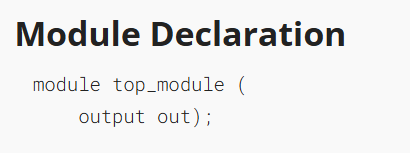 Module Declaration
module top_module (
output out);